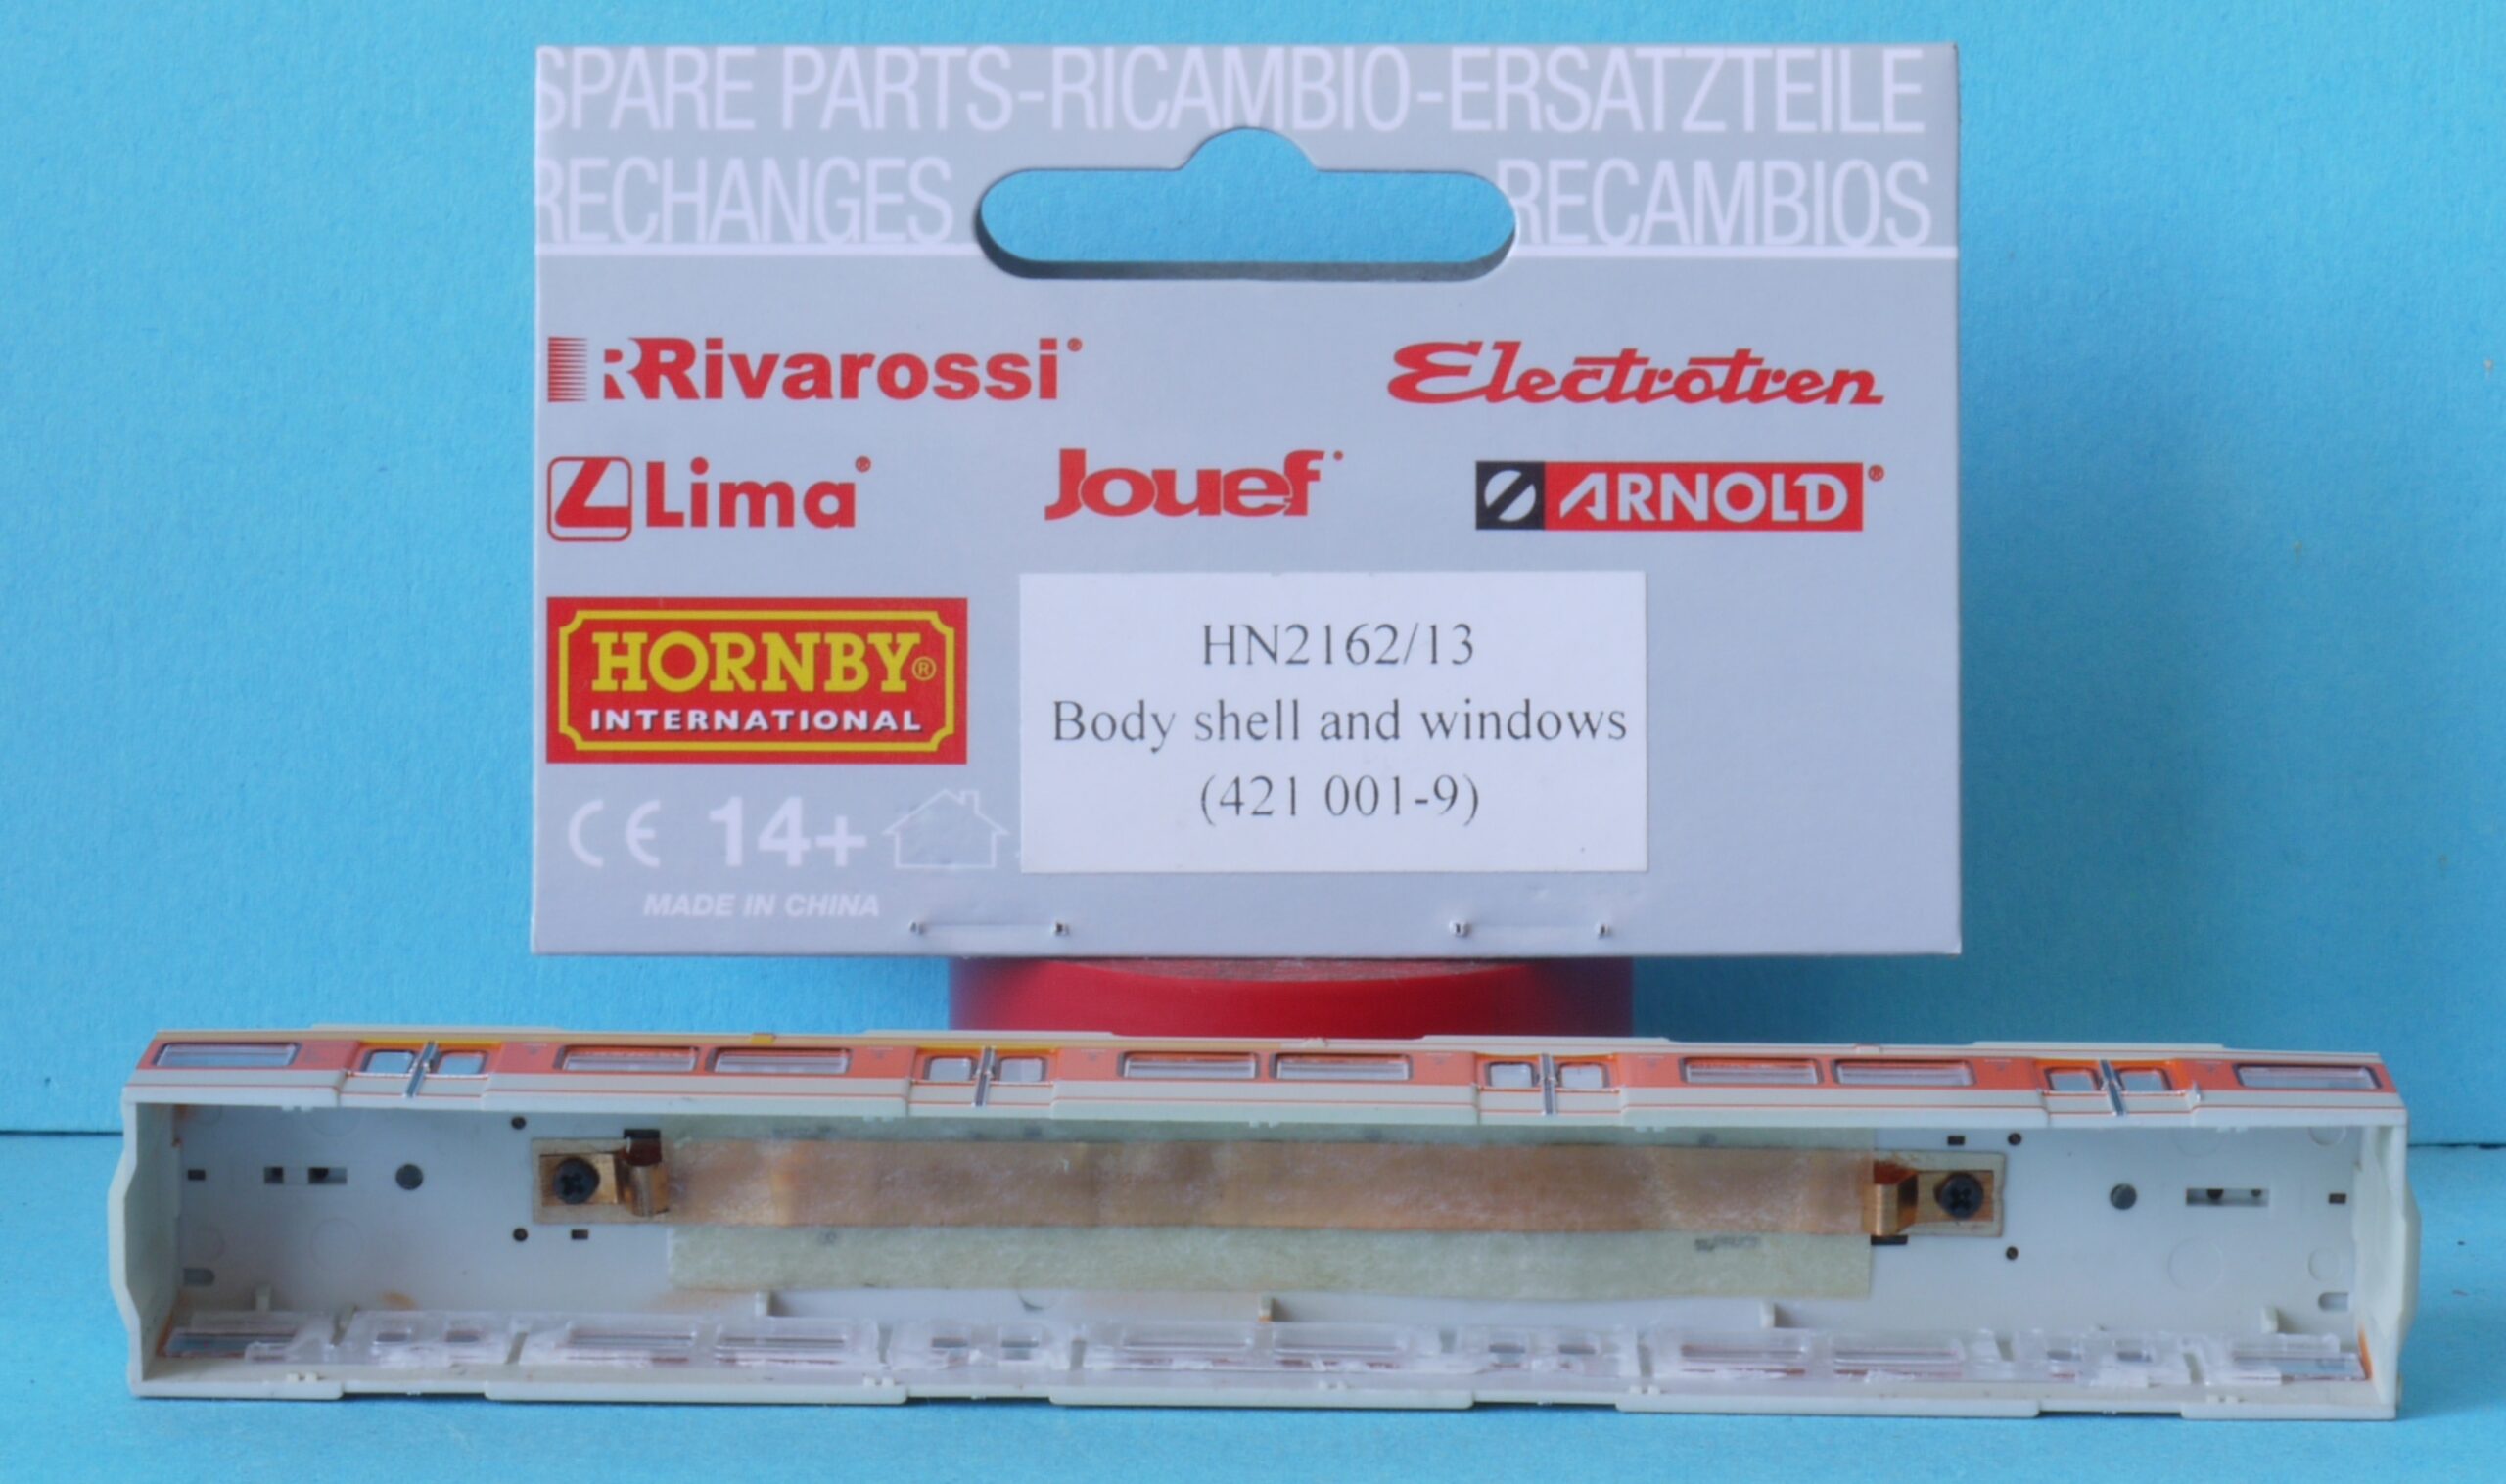 SPARE PARTS-RICAMBIO-ERSATZTEILE
RECHANGES RECAMBIOS
Rivarossi® Electrotren
Lima® Jouef ARNOLD®
HORNBY®
INTERNATIONAL
HN2162/13
Body shell and windows
(421 001-9)
CE 14+
MADE IN CHINA